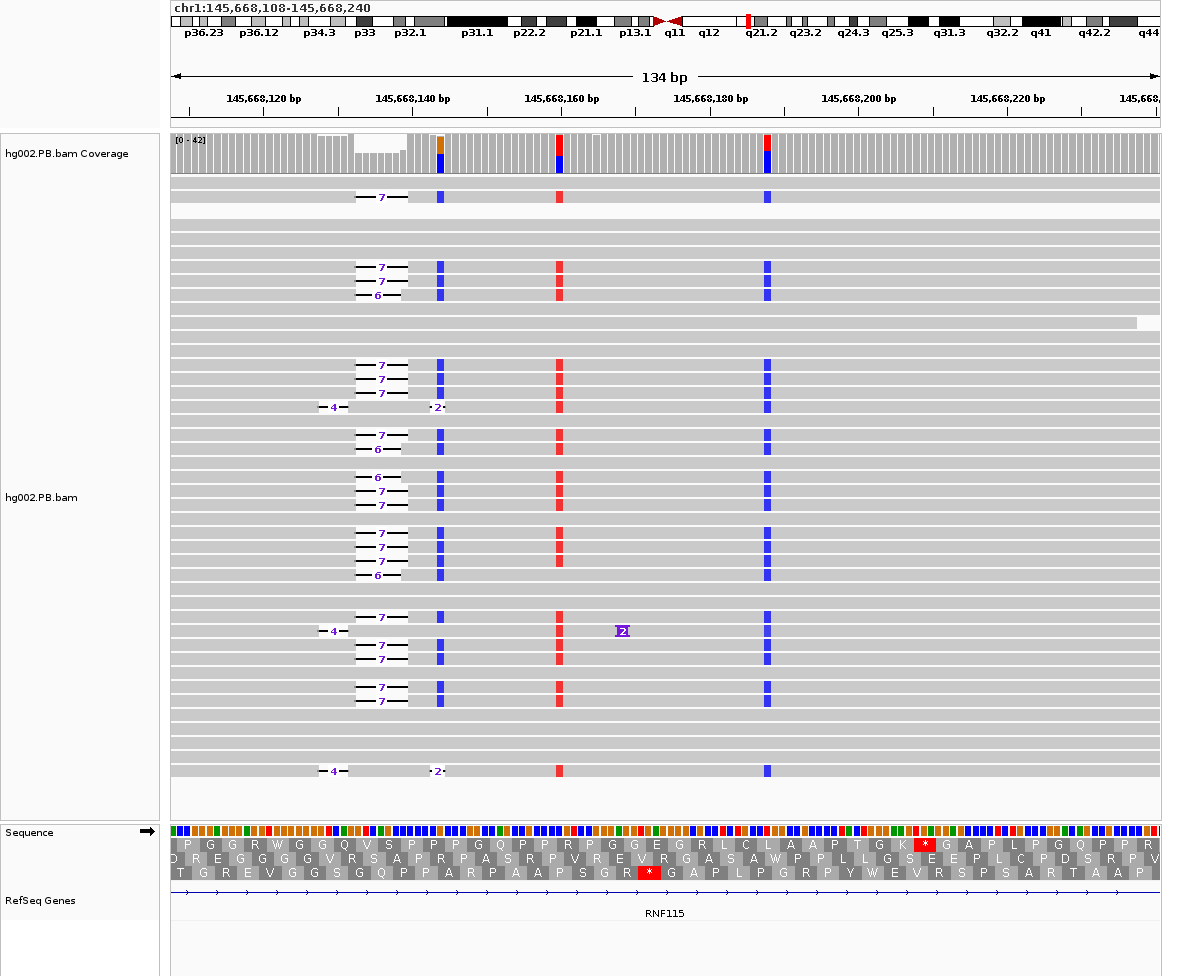 chr1:145,668,108-145,668,240
p36.23 p36.12 p34.3 p33 p32.1 p31.1 p22.2 p21.1 p13.1 q11 q12 q21.2 q23.2 q24.3 q25.3 q31.3 q32.2 q41 q42.2 q44
134 bp
145,668,120 bp 145,668,140 bp 145,668,160 bp 145,668,180 bp 145,668,200 bp 145,668,220 bp 145,668,
hg002.PB.bam Coverage
[0 - 42]
7
7
7
6
7
7
7
4 2
7
6
6
7
7
7
7
7
6
7
4 2
7
7
7
7
4 2
hg002.PB.bam
Sequence
P G G R W G G Q V S P P P G Q P P R P G G E G R L C L A A P T G K * G A P L P G Q P P R
D R E G G G G V R S A P R P A S R P V R E V R G A S A W P P L L G S E E P L C P D S R P V
T G R E V G G S G Q P P A R P A A P S G R * G A P L P G R P Y W E V R S P S A R T A A P
RefSeq Genes
RNF115